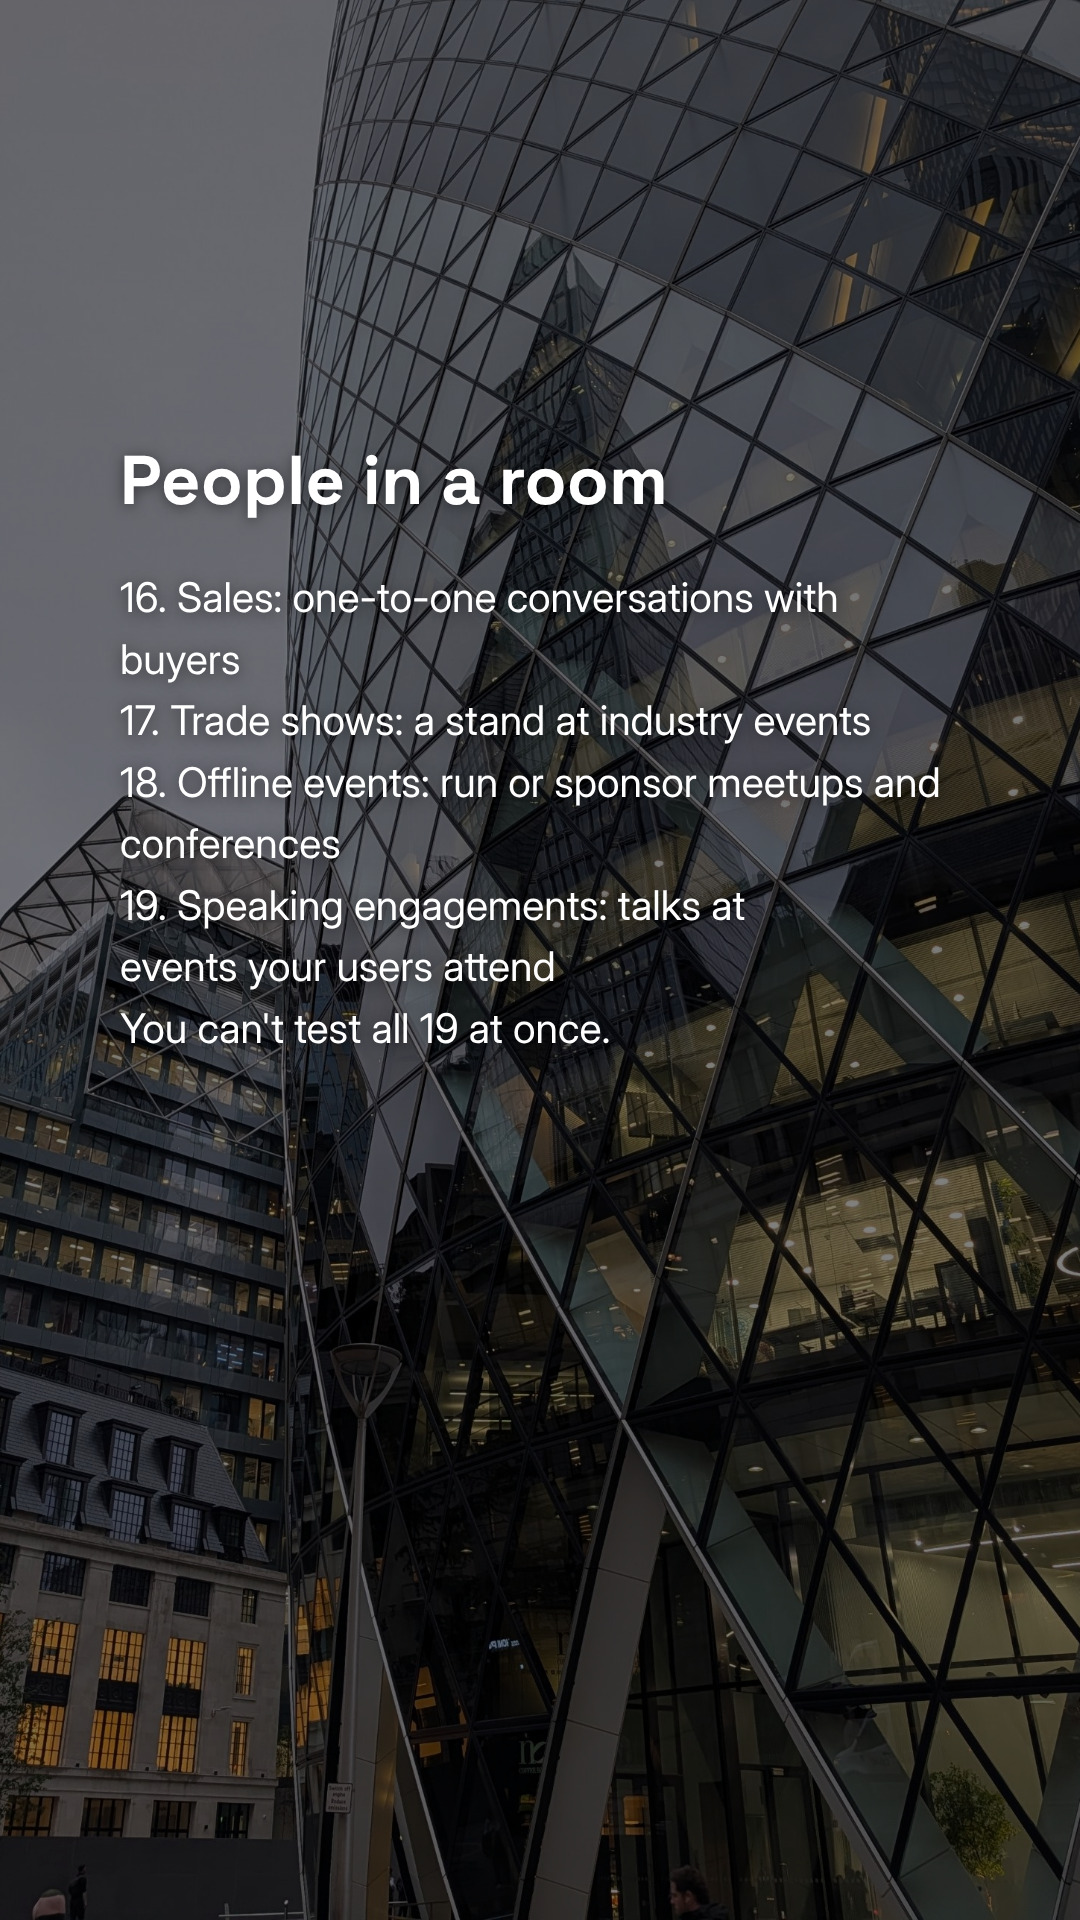 People in a room
16. Sales: one-to-one conversations with
buyers
17. Trade shows: a stand at industry events
18. Offline events: run or sponsor meetups and
conferences
19. Speaking engagements: talks at
events your users attend
You can't test all 19 at once.